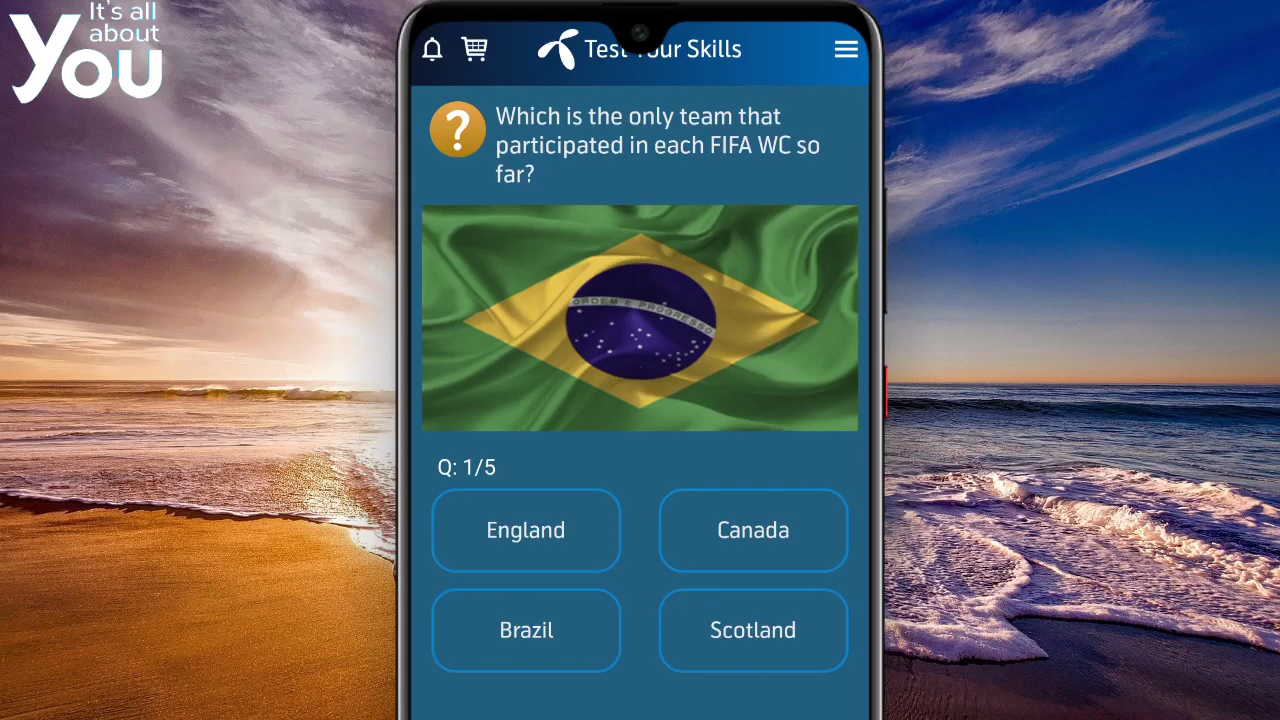 It's all
about
You
Test Your Skills
Which is the only team that
participated in each FIFA WC so
far?
ORDEM E PROGRESSO
Q: 1/5
England
Canada
Brazil
Scotland